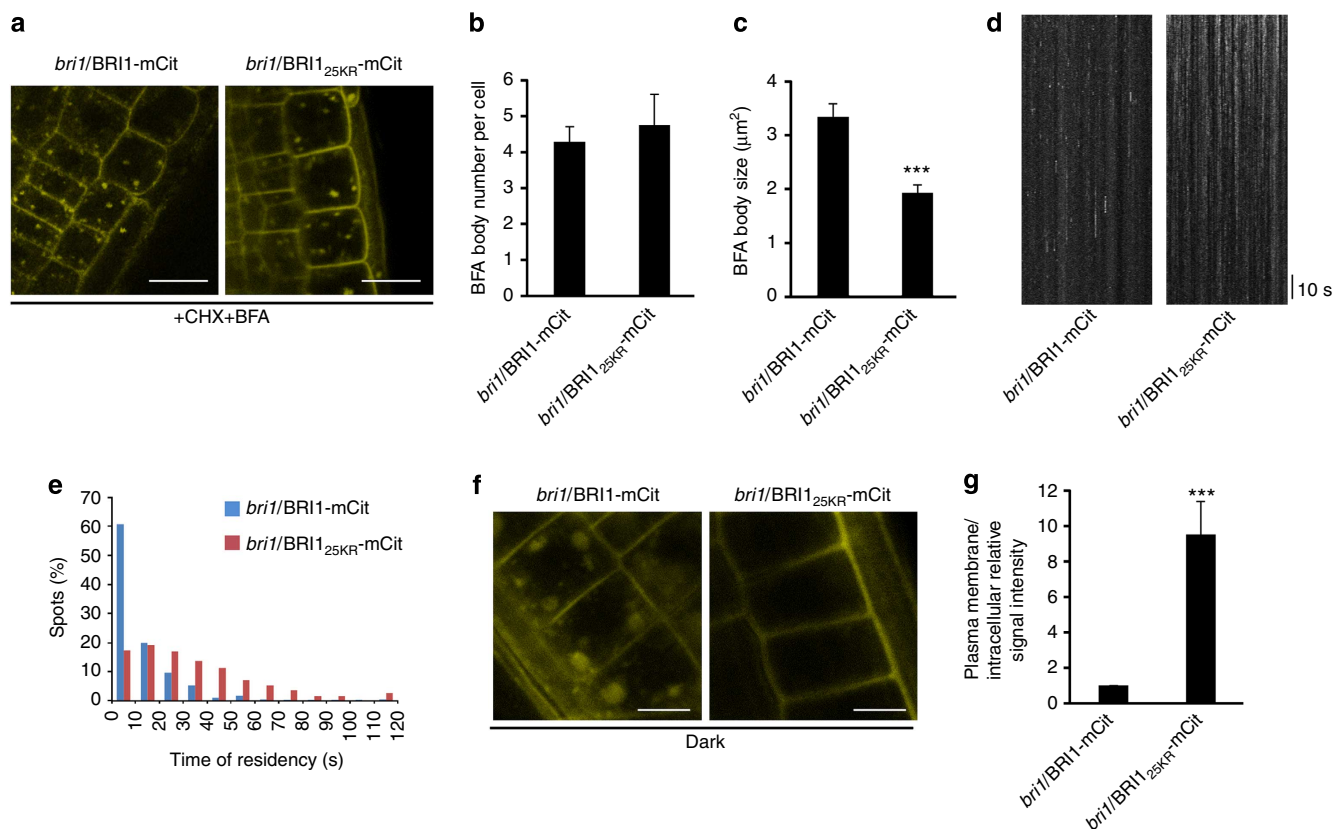 a
bri1/BRI1-mCit
bri1/BRI1₂₅KR-mCit
+CHX+BFA
b
BFA body number per cell
6
5
4
3
2
1
0
bri1/BRI1-mCit
bri1/BRI1₂₅KR-mCit
c
BFA body size (µm²)
4
3
2
1
0
***
bri1/BRI1-mCit
bri1/BRI1₂₅KR-mCit
d
10 s
bri1/BRI1-mCit
bri1/BRI1₂₅KR-mCit
e
Spots (%)
70
60
50
40
30
20
10
0
bri1/BRI1-mCit
bri1/BRI1₂₅KR-mCit
0 10 20 30 40 50 60 70 80 90 100 110 120
Time of residency (s)
f
bri1/BRI1-mCit
bri1/BRI1₂₅KR-mCit
Dark
g
Plasma membrane/
intracellular relative
signal intensity
12
10
8
6
4
2
0
***
bri1/BRI1-mCit
bri1/BRI1₂₅KR-mCit